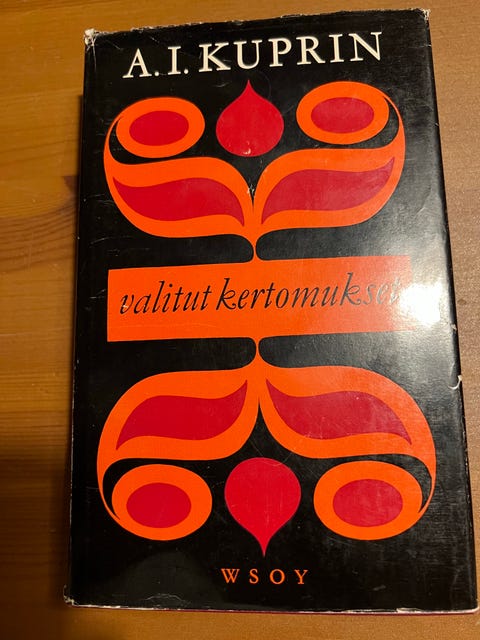 A. I. KUPRIN
valitut kertomukset
WSOY